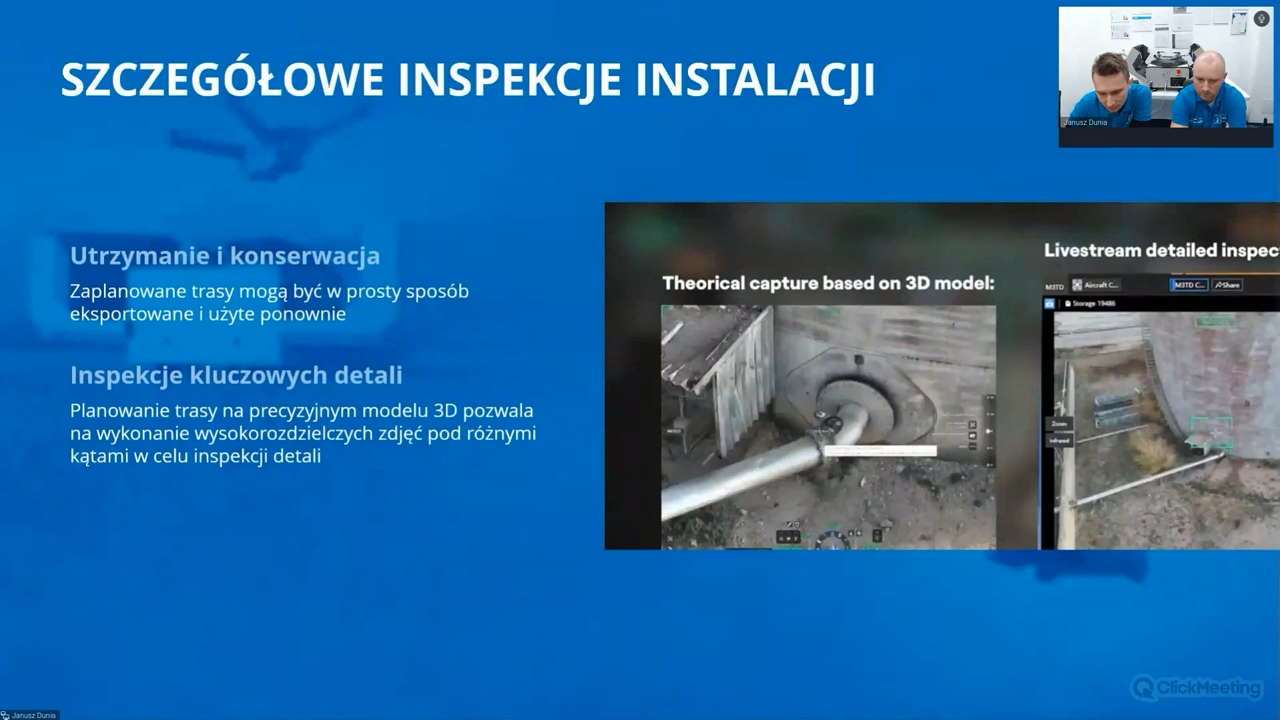 SZCZEGÓŁOWE INSPEKCJE INSTALACJI
Janusz Dunia
Utrzymanie i konserwacja
Zaplanowane trasy mogą być w prosty sposób
eksportowane i użyte ponownie
Inspekcje kluczowych detali
Planowanie trasy na precyzyjnym modelu 3D pozwala
na wykonanie wysokorozdzielczych zdjęć pod różnymi
kątami w celu inspekcji detali
Theorical capture based on 3D model:
Livestream detailed inspec
M3TD
Aircraft C...
M3TD C...
Share
Storage 19486
Zoom
Infrared
ClickMeeting
Janusz Dunia